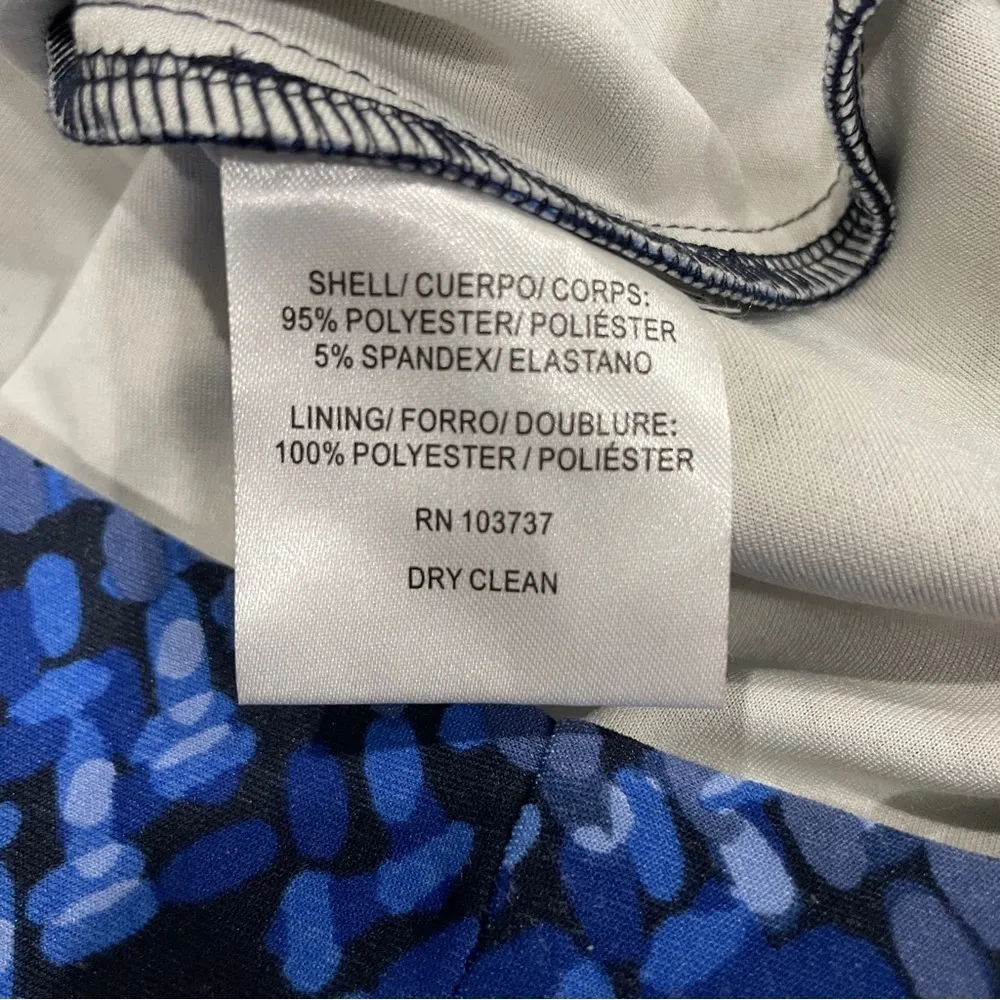 SHELL/ CUERPO/ CORPS:
95% POLYESTER/ POLIÉSTER
5% SPANDEX/ ELASTANO
LINING/ FORRO/ DOUBLURE:
100% POLYESTER / POLIÉSTER
RN 103737
DRY CLEAN